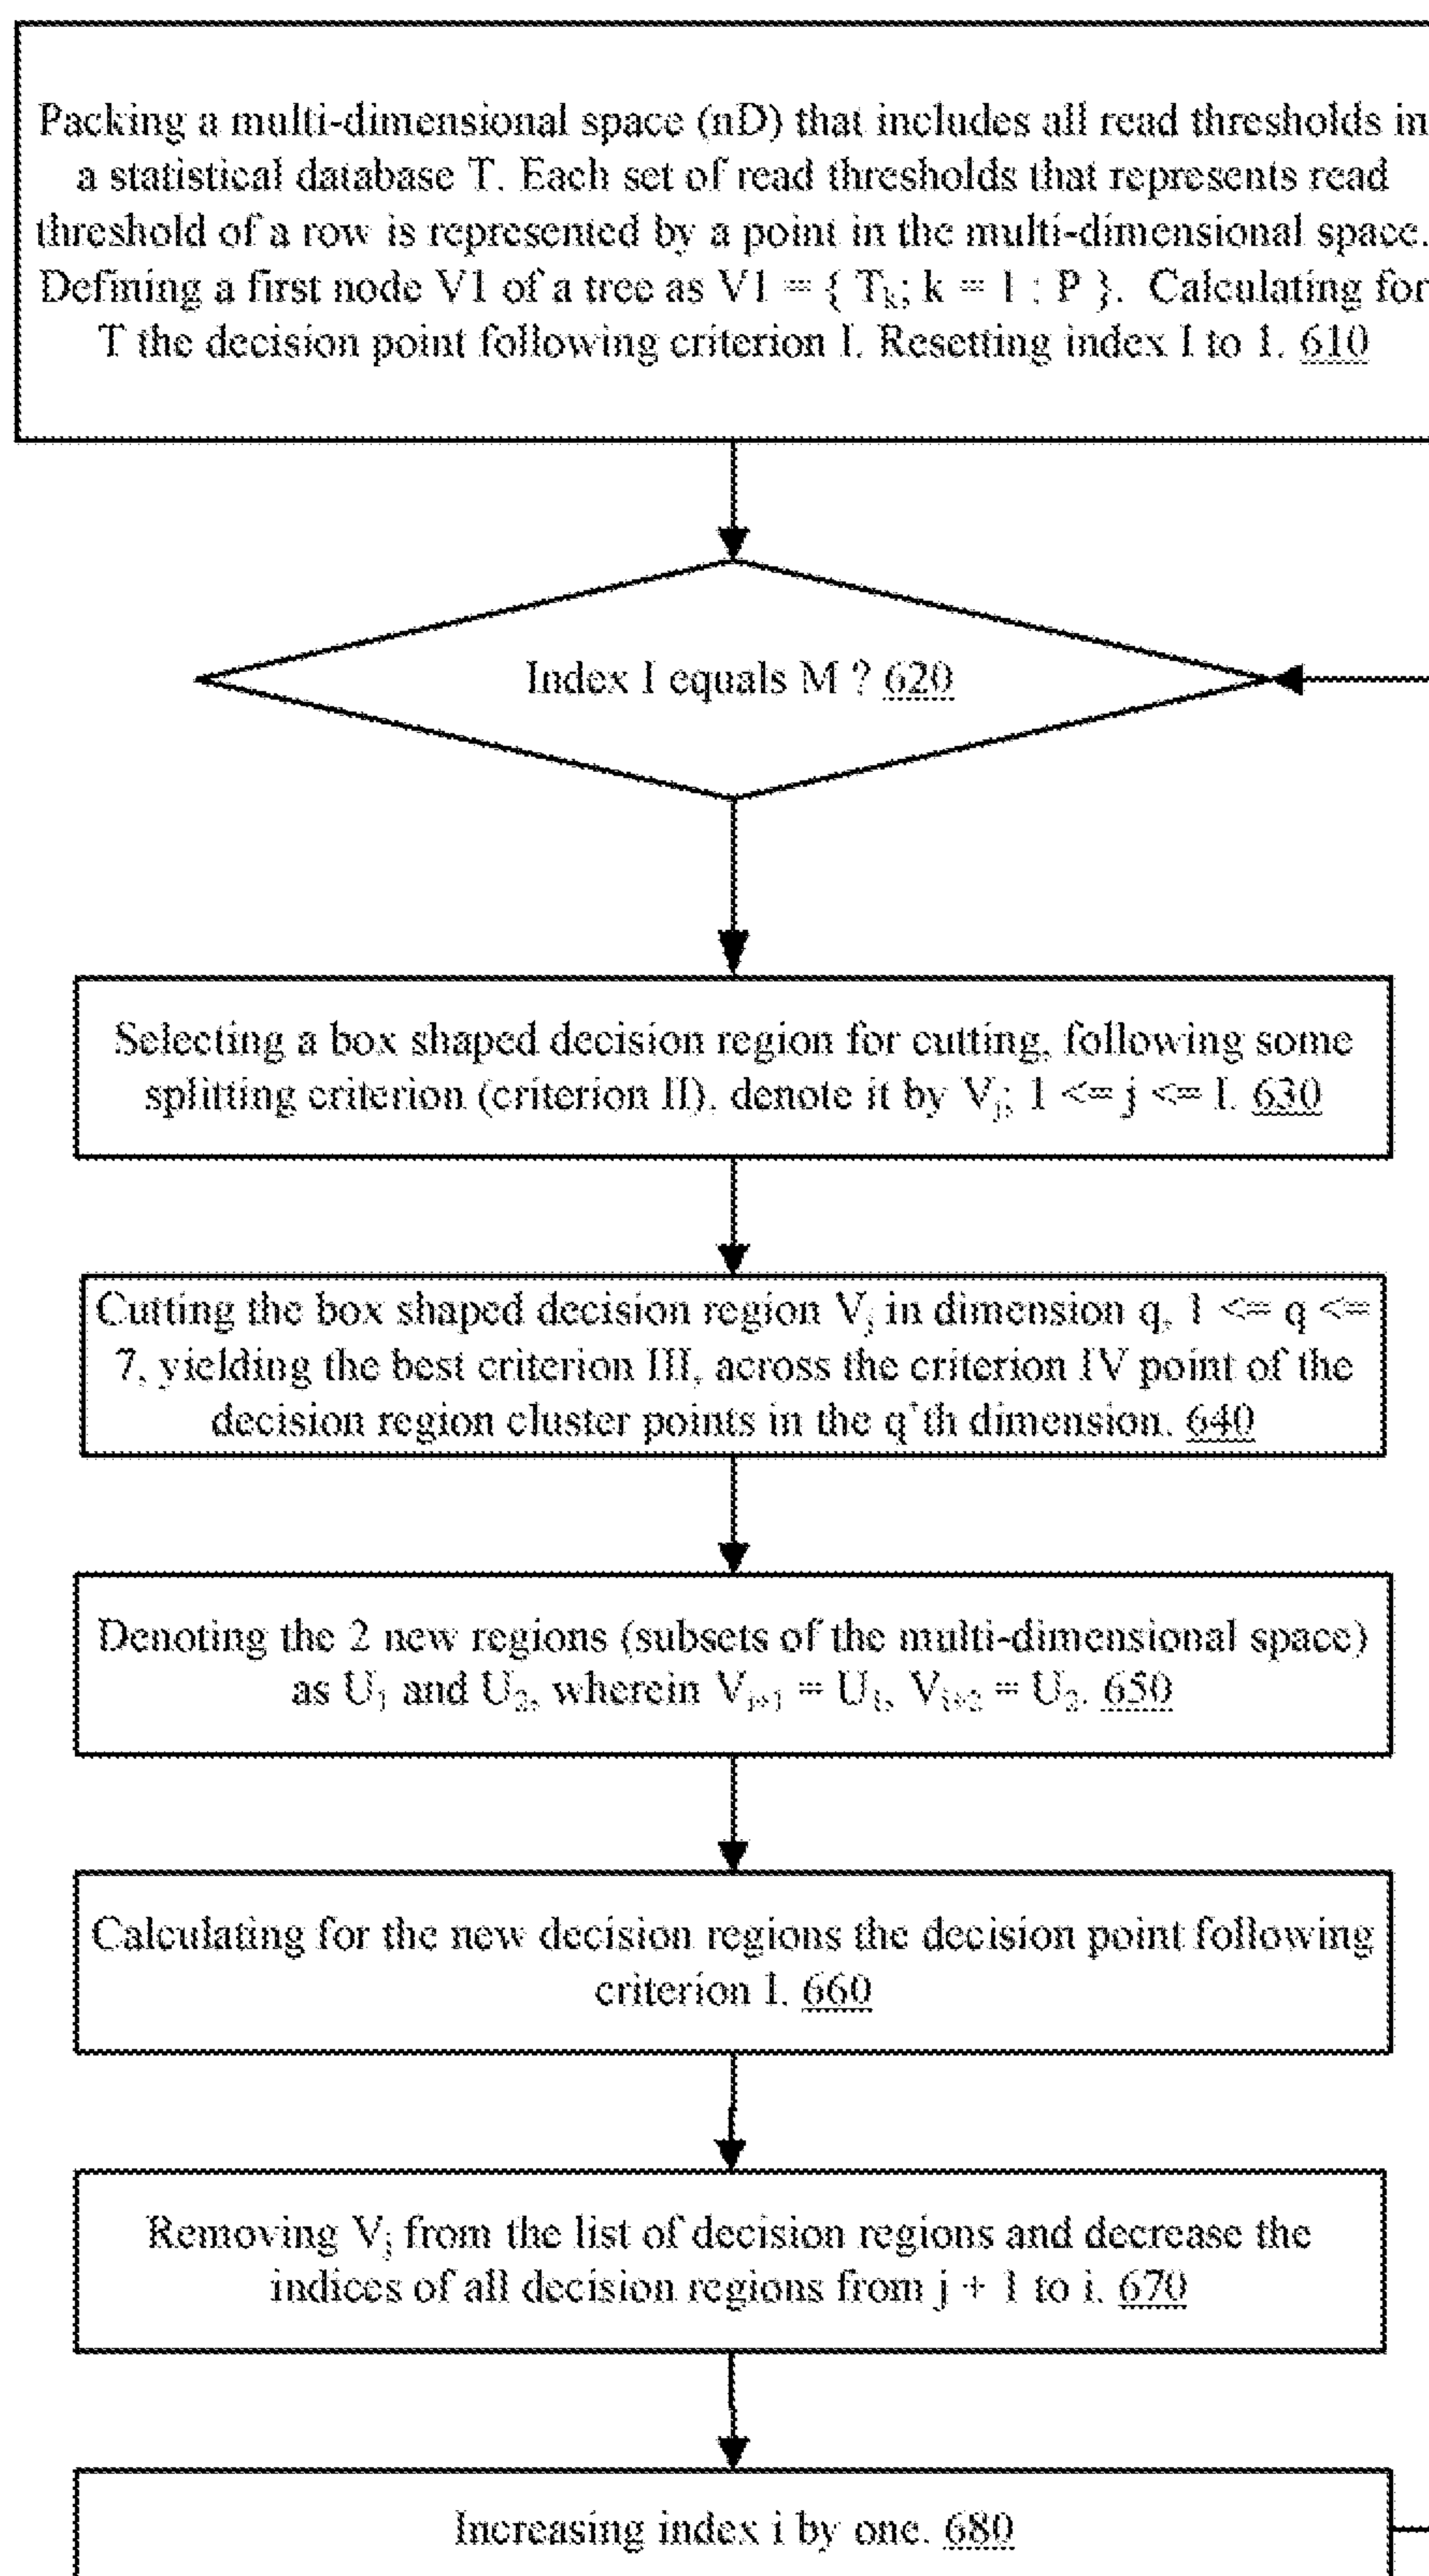 Packing a multi-dimensional space (nD) that includes all read thresholds in
a statistical database T. Each set of read thresholds that represents read
threshold of a row is represented by a point in the multi-dimensional space.
Defining a first node V1 of a tree as V1 = { Tk; k = 1 : P }. Calculating for
T the decision point following criterion I. Resetting index I to 1. 610
Index I equals M ? 620
Selecting a box shaped decision region for cutting, following some
splitting criterion (criterion II), denote it by Vj; 1 <= j <= I. 630
Cutting the box shaped decision region Vj in dimension q, 1 <= q <=
7, yielding the best criterion III, across the criterion IV point of the
decision region cluster points in the q'th dimension. 640
Denoting the 2 new regions (subsets of the multi-dimensional space)
as U1 and U2, wherein Vi+1 = U1, Vi+2 = U2. 650
Calculating for the new decision regions the decision point following
criterion I. 660
Removing Vj from the list of decision regions and decrease the
indices of all decision regions from j + 1 to i. 670
Increasing index i by one. 680